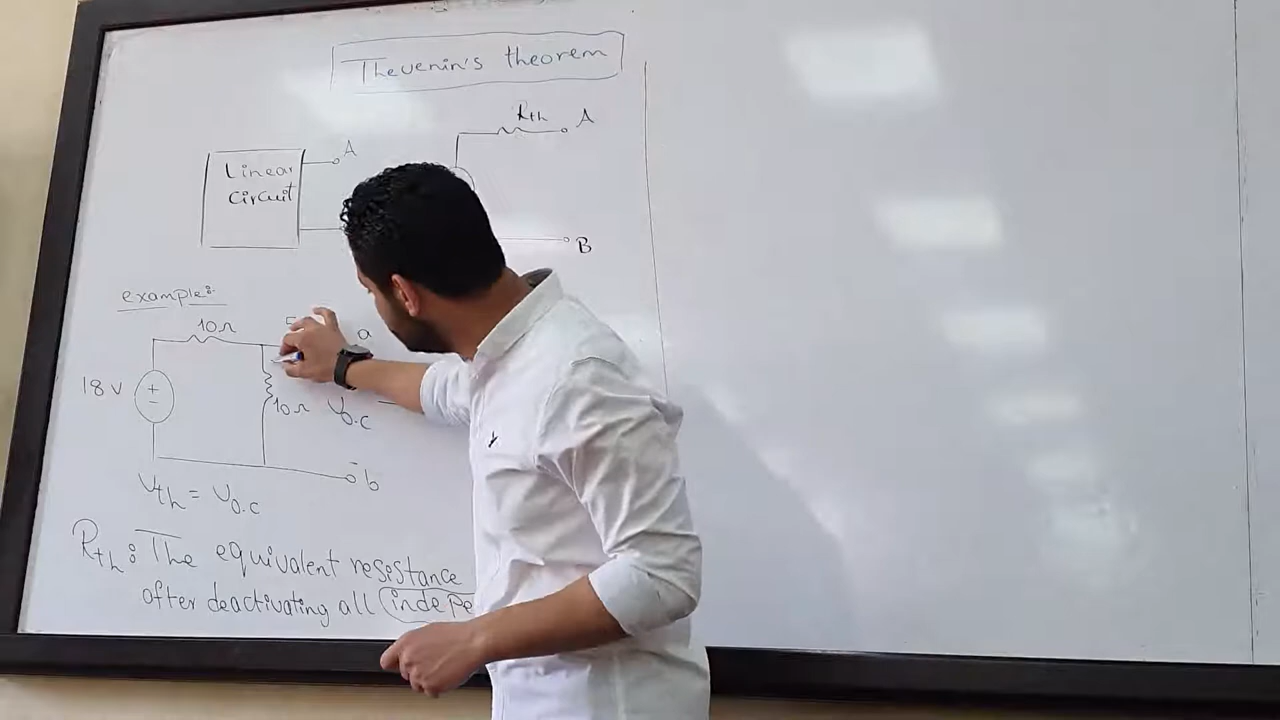 Thevenin's theorem
Rth A
A
Linear
circuit
B
example:
10Ω
a
18 V
+
-
10Ω Vo.c
- b
Vth = Vo.c
Rth: The equivalent resistance
after deactivating all